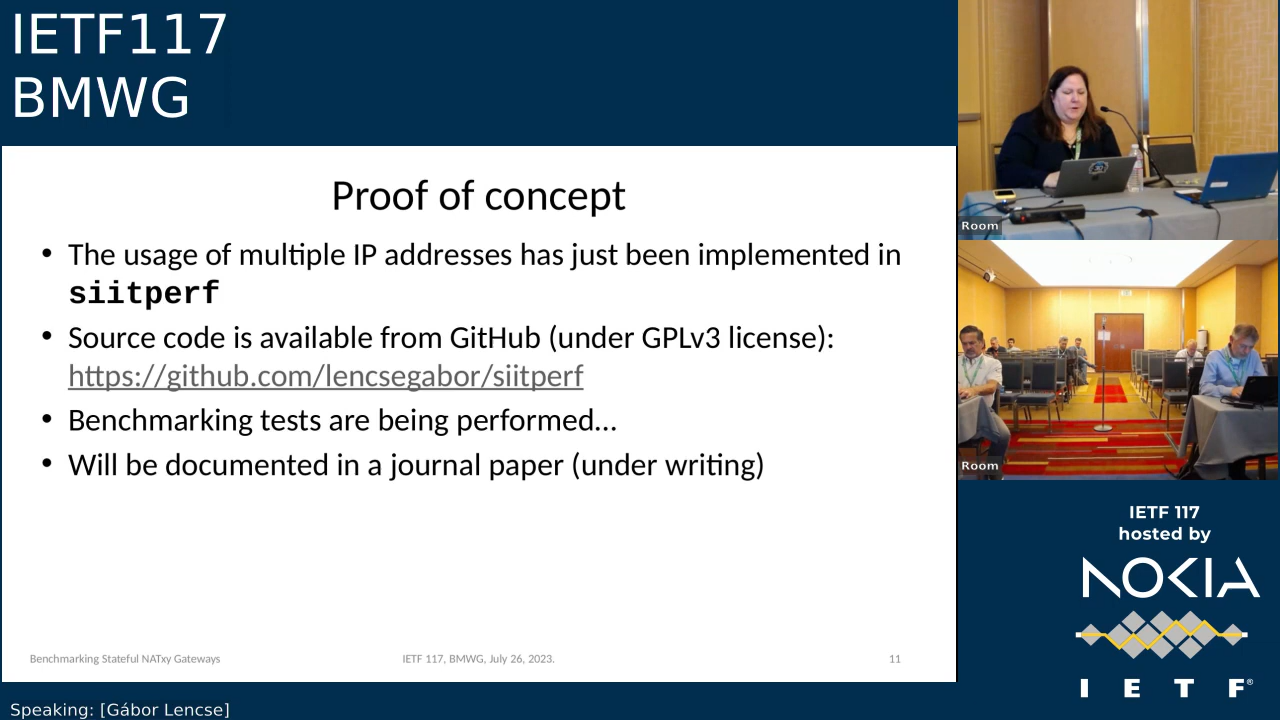 IETF117
BMWG
Proof of concept
• The usage of multiple IP addresses has just been implemented in
siitperf
• Source code is available from GitHub (under GPLv3 license):
https://github.com/lencsegabor/siitperf
• Benchmarking tests are being performed...
• Will be documented in a journal paper (under writing)
Benchmarking Stateful NATxy Gateways
IETF 117, BMWG, July 26, 2023.
11
Speaking: [Gábor Lencse]
Room
Room
IETF 117
hosted by
NOKIA
I E T F®